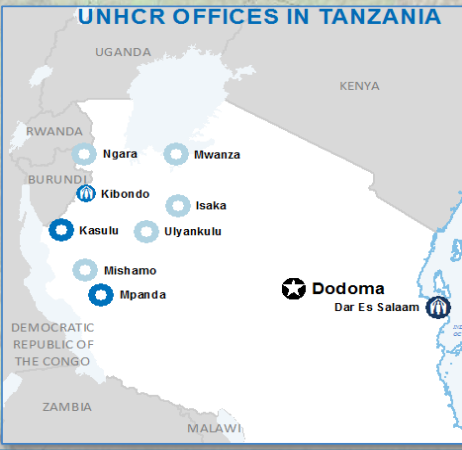 UNHCR OFFICES IN TANZANIA
UGANDA
KENYA
RWANDA
Ngara
Mwanza
BURUNDI
Kibondo
Isaka
Kasulu
Ulyankulu
Mishamo
Mpanda
Dodoma
Dar Es Salaam
DEMOCRATIC
REPUBLIC OF
THE CONGO
ZAMBIA
MALAWI